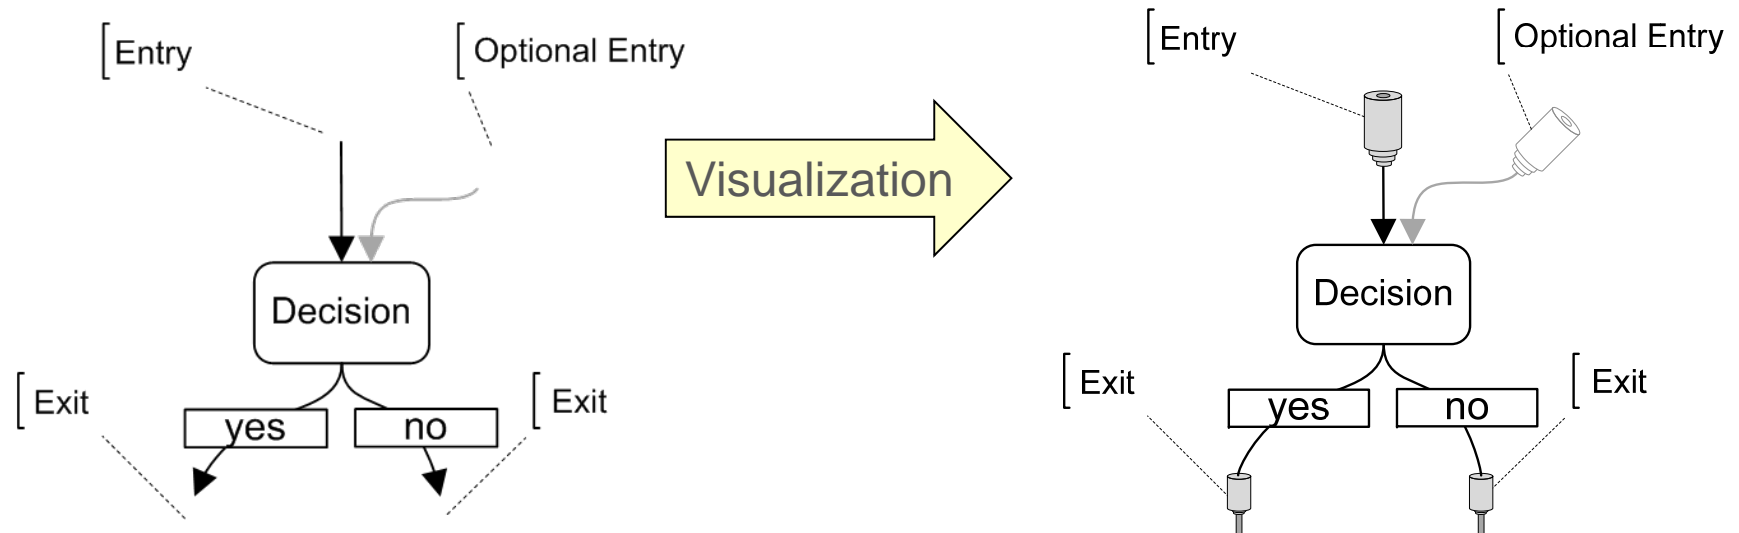 Entry
Optional Entry
Decision
Exit
yes
no
Exit
Visualization
Entry
Optional Entry
Decision
Exit
yes
no
Exit